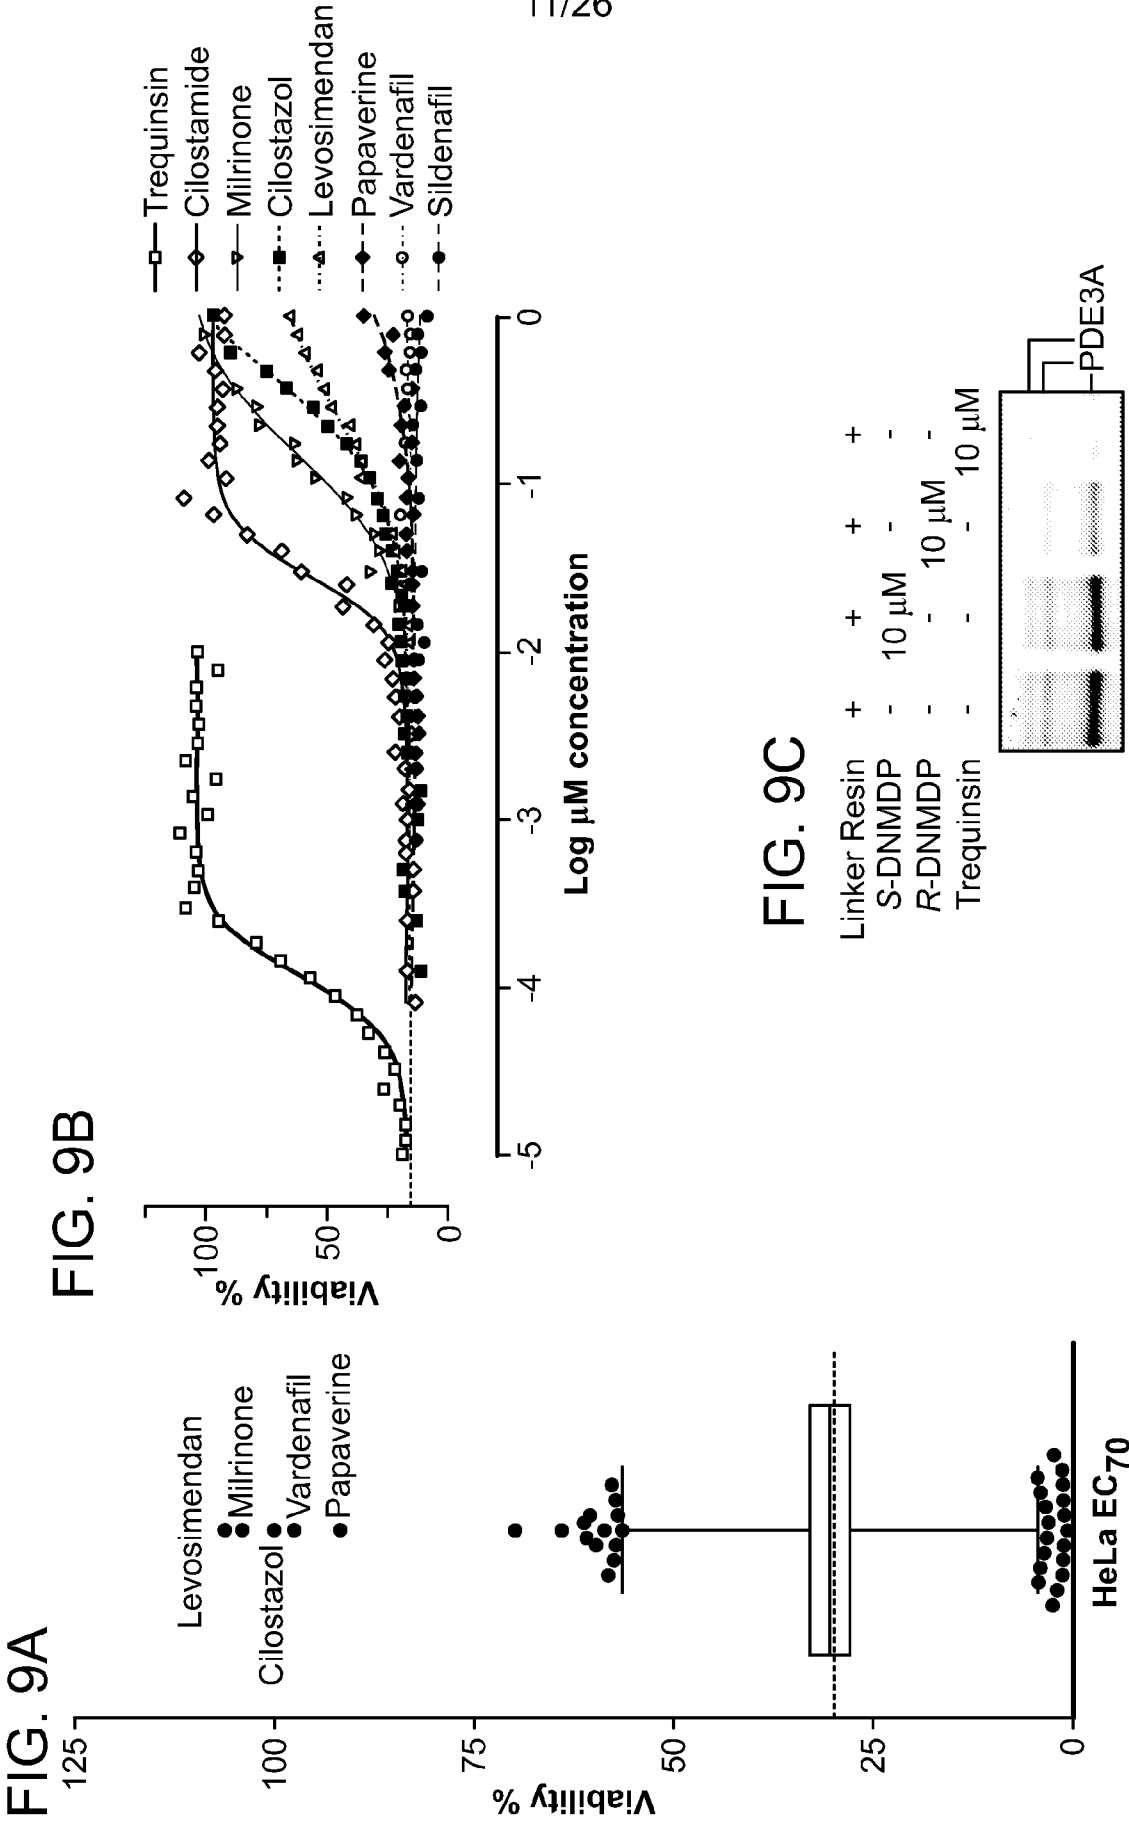 11/26
FIG. 9A
125
100
75
50
25
0
Viability %
Levosimendan
Milrinone
Cilostazol
Vardenafil
Papaverine
HeLa EC70
FIG. 9B
100
50
0
Viability %
-5
-4
-3
-2
-1
0
Log μM concentration
Trequinsin
Cilostamide
Milrinone
Cilostazol
Levosimendan
Papaverine
Vardenafil
Sildenafil
FIG. 9C
Linker Resin + + + +
S-DNMDP - 10 μM - -
R-DNMDP - - 10 μM -
Trequinsin - - - 10 μM
PDE3A